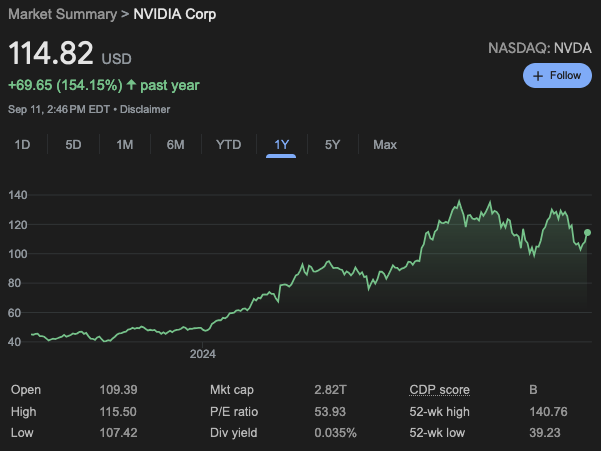 Market Summary > NVIDIA Corp
114.82 USD
NASDAQ: NVDA
+ Follow
+69.65 (154.15%) ↑ past year
Sep 11, 2:46 PM EDT • Disclaimer
1D 5D 1M 6M YTD 1Y 5Y Max
140
120
100
80
60
40
2024
Open 109.39 Mkt cap 2.82T CDP score B
High 115.50 P/E ratio 53.93 52-wk high 140.76
Low 107.42 Div yield 0.035% 52-wk low 39.23